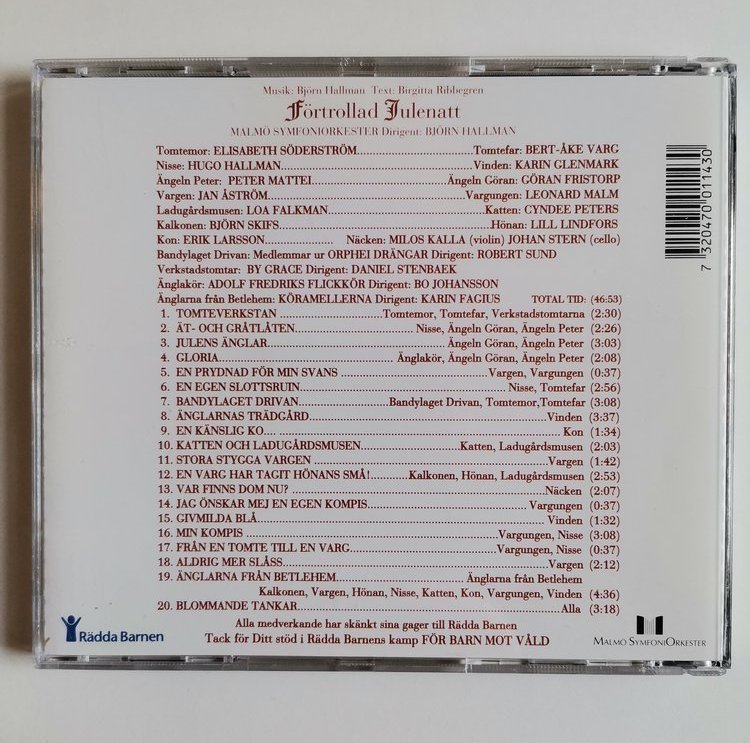 Musik: Björn Hallman Text: Birgitta Ribbegren
Förtrollad Julenatt
MALMÖ SYMFONIORKESTER Dirigent: BJÖRN HALLMAN
Tomtemor: ELISABETH SÖDERSTRÖM....................Tomtefar: BERT-ÅKE VARG
Nisse: HUGO HALLMAN....................Vinden: KARIN GLENMARK
Ängeln Peter: PETER MATTEI....................Ängeln Göran: GÖRAN FRISTORP
Vargen: JAN ÅSTRÖM....................Vargungen: LEONARD MALM
Ladugårdsmusen: LOA FALKMAN....................Katten: CYNDEE PETERS
Kalkonen: BJÖRN SKIFS....................Hönan: LILL LINDFORS
Kon: ERIK LARSSON....................Näcken: MILOS KALLA (violin) JOHAN STERN (cello)
Bandylaget Drivan: Medlemmar ur ORPHEI DRÄNGAR Dirigent: ROBERT SUND
Verkstadstomtar: BY GRACE Dirigent: DANIEL STENBAEK
Änglakör: ADOLF FREDRIKS FLICKKÖR Dirigent: BO JOHANSSON
Änglarna från Betlehem: KÖRAMELLERNA Dirigent: KARIN FAGIUS TOTAL TID: (46:53)
1. TOMTEVERKSTAN....................Tomtemor, Tomtefar, Verkstadstomtarna (2:30)
2. ÄT- OCH GRÅTLÅTEN....................Nisse, Ängeln Göran, Ängeln Peter (2:26)
3. JULENS ÄNGLAR....................Ängeln Göran, Ängeln Peter (3:03)
4. GLORIA....................Änglakör, Ängeln Göran, Ängeln Peter (2:08)
5. EN PRYDNAD FÖR MIN SVANS....................Vargen, Vargungen (0:37)
6. EN EGEN SLOTTSRUIN....................Nisse, Tomtefar (2:56)
7. BANDYLAGET DRIVAN....................Bandylaget Drivan, Tomtemor,Tomtefar (3:08)
8. ÄNGLARNAS TRÄDGÅRD....................Vinden (3:37)
9. EN KÄNSLIG KO....................Kon (1:34)
10. KATTEN OCH LADUGÅRDSMUSEN....................Katten, Ladugårdsmusen (2:03)
11. STORA STYGGA VARGEN....................Vargen (1:42)
12. EN VARG HAR TAGIT HÖNANS SMÅ!....................Kalkonen, Hönan, Ladugårdsmusen (2:53)
13. VAR FINNS DOM NU?....................Näcken (2:07)
14. JAG ÖNSKAR MEJ EN EGEN KOMPIS....................Vargungen (0:37)
15. GIVMILDA BLÅ....................Vinden (1:32)
16. MIN KOMPIS....................Vargungen, Nisse (3:08)
17. FRÅN EN TOMTE TILL EN VARG....................Vargungen, Nisse (0:37)
18. ALDRIG MER SLÅSS....................Vargen (2:12)
19. ÄNGLARNA FRÅN BETLEHEM....................Änglarna från Betlehem
Kalkonen, Vargen, Hönan, Nisse, Katten, Kon, Vargungen, Vinden (4:36)
20. BLOMMANDE TANKAR....................Alla (3:18)
Alla medverkande har skänkt sina gager till Rädda Barnen
Tack för Ditt stöd i Rädda Barnens kamp FÖR BARN MOT VÅLD
Rädda Barnen
MALMÖ SYMFONIORKESTER
7 320470 011430